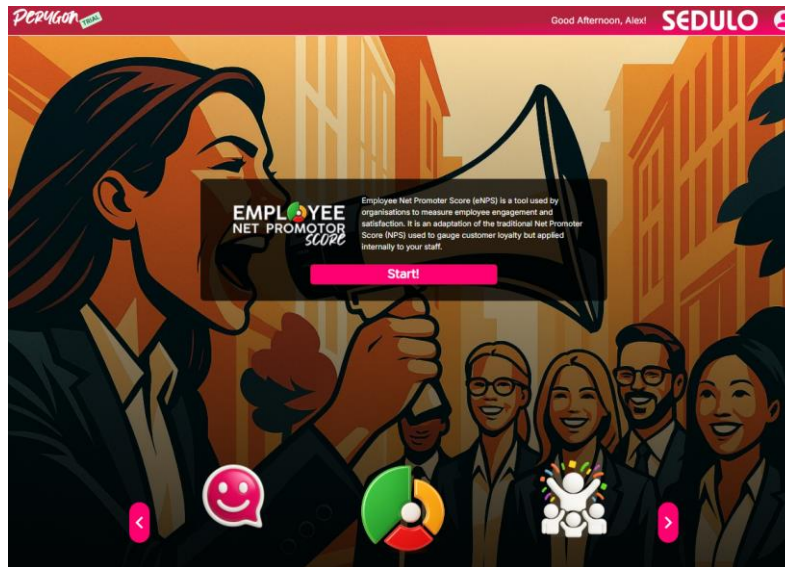 PERYGON TRIAL
Good Afternoon, Alex!
SEDULO
EMPLOYEE
NET PROMOTOR
SCORE
Employee Net Promoter Score (eNPS) is a tool used by
organisations to measure employee engagement and
satisfaction. It is an adaptation of the traditional Net Promoter
Score (NPS) used to gauge customer loyalty but applied
internally to your staff.
Start!